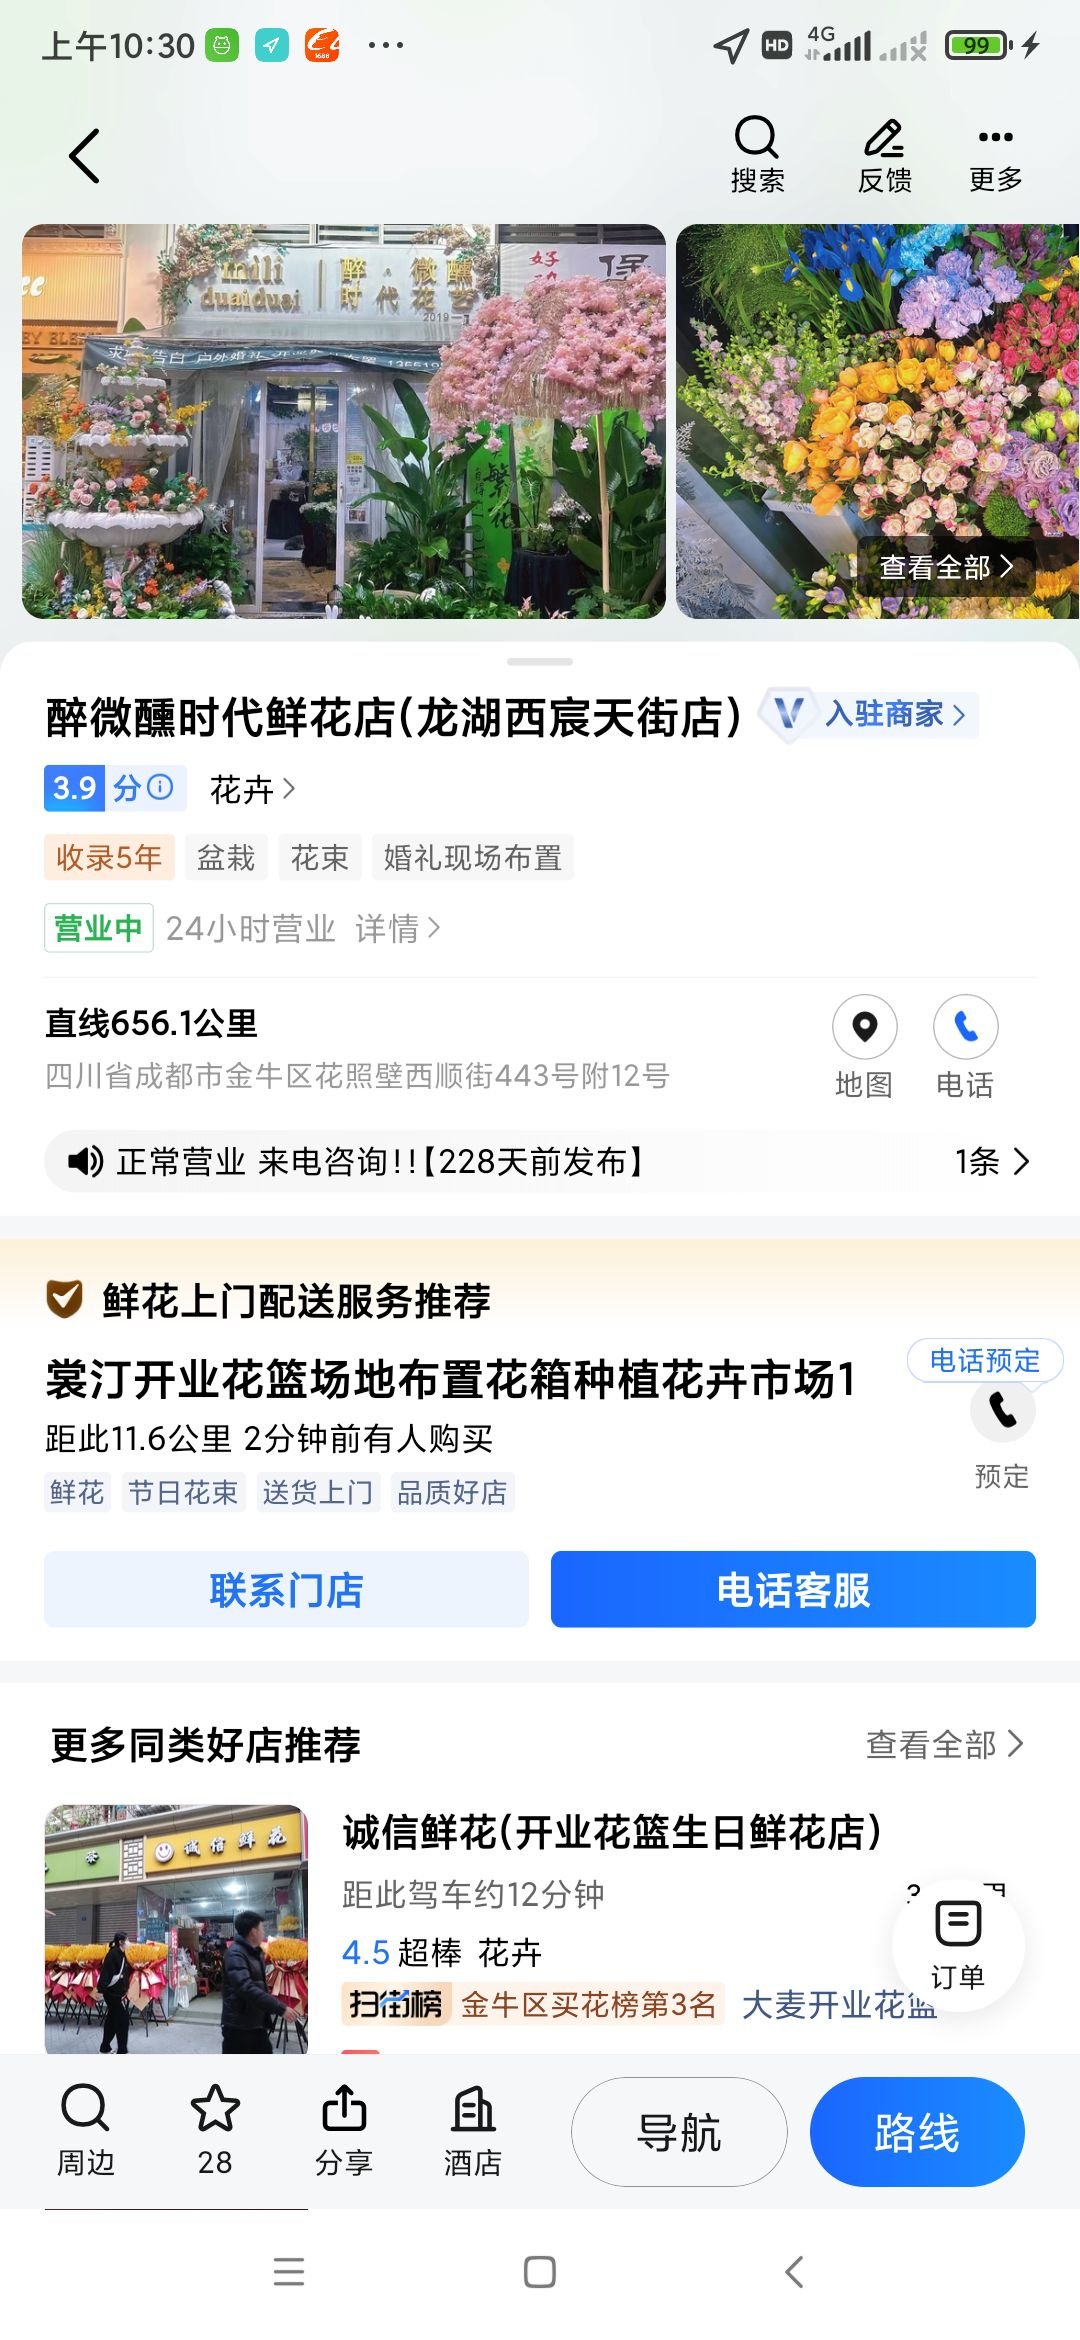 上午10:30
HD 4G 99
搜索 反馈 更多
mili
duaiduai
醉·微醺
时代花艺
2019
查看全部
醉微醺时代鲜花店(龙湖西宸天街店) 入驻商家
3.9 分 花卉
收录5年 盆栽 花束 婚礼现场布置
营业中 24小时营业 详情
直线656.1公里
四川省成都市金牛区花照壁西顺街443号附12号
地图 电话
正常营业 来电咨询!!【228天前发布】 1条
鲜花上门配送服务推荐
裳汀开业花篮场地布置花箱种植花卉市场1
电话预定
距此11.6公里 2分钟前有人购买
预定
鲜花 节日花束 送货上门 品质好店
联系门店 电话客服
更多同类好店推荐 查看全部
诚信鲜花
诚信鲜花(开业花篮生日鲜花店)
距此驾车约12分钟
4.5 超棒 花卉
扫街榜 金牛区买花榜第3名 大麦开业花篮
订单
周边 28 分享 酒店 导航 路线